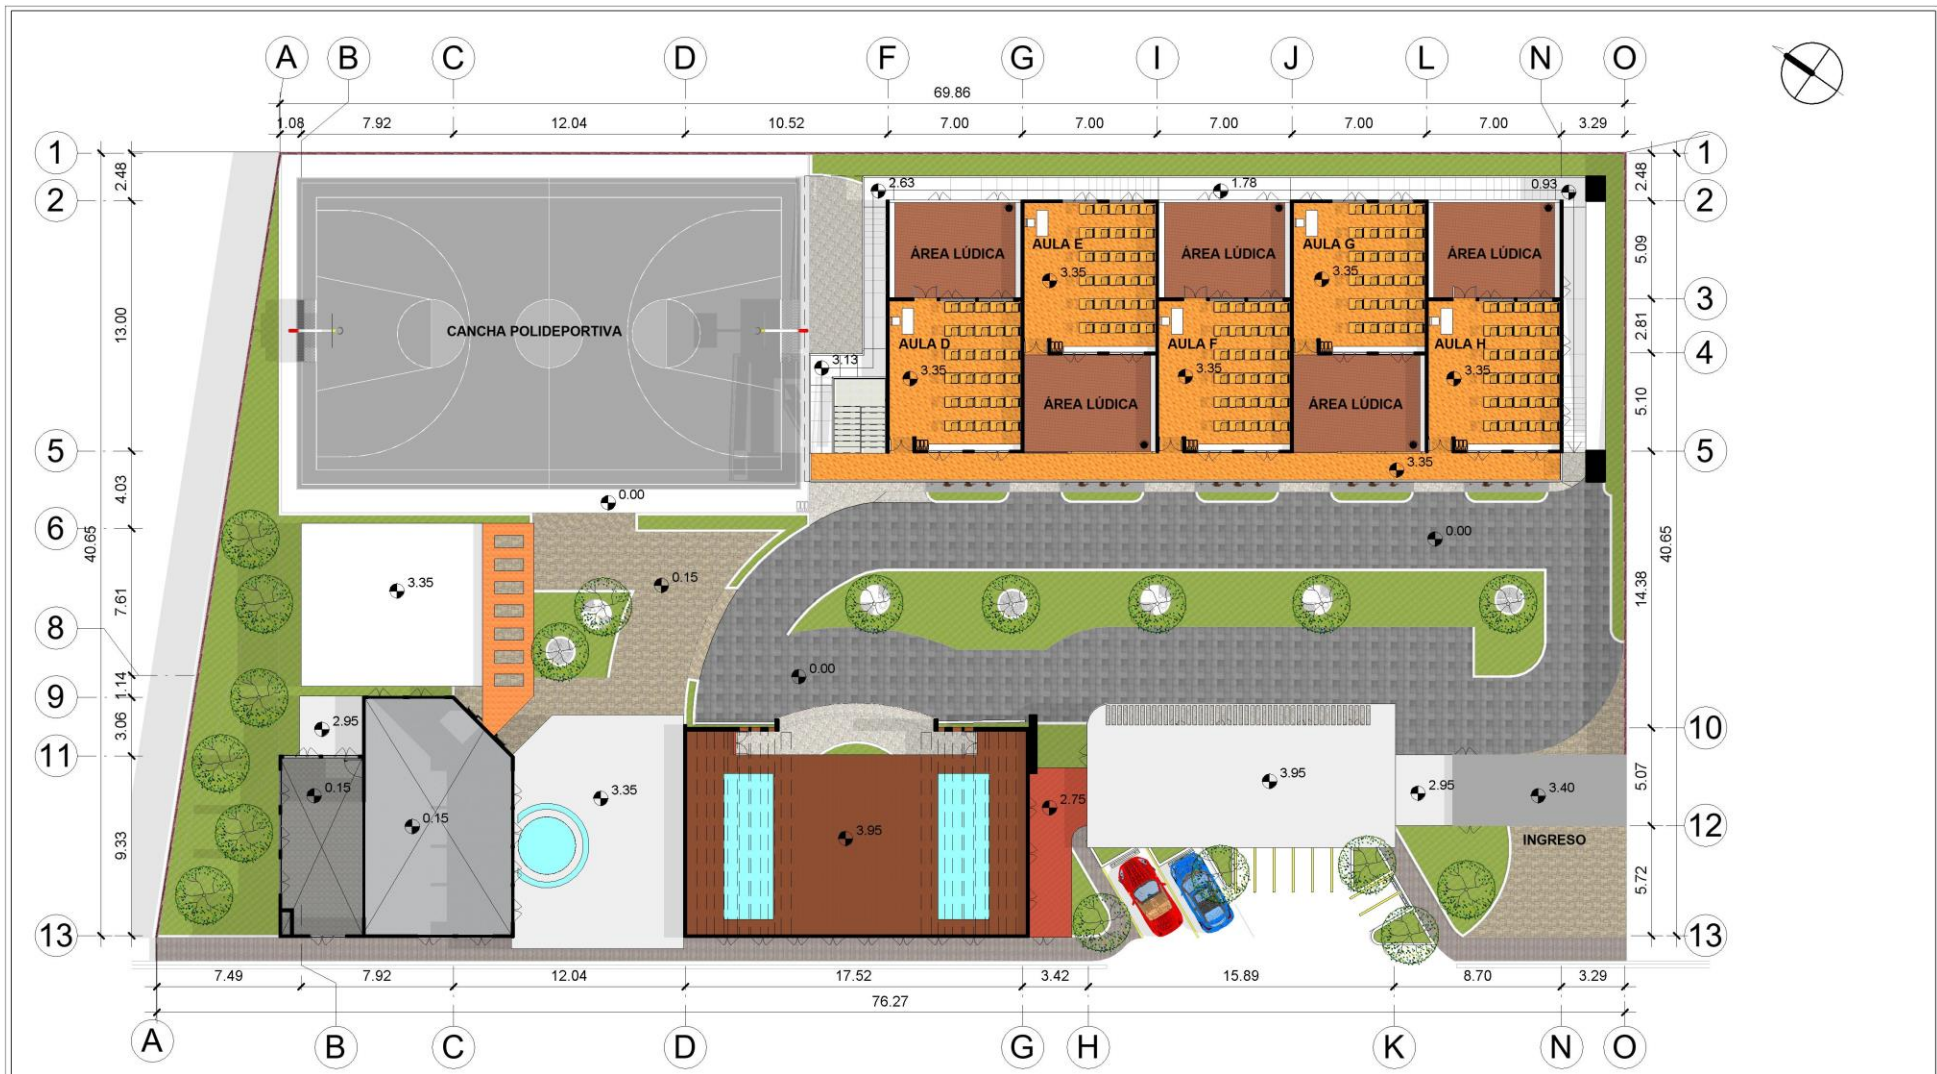 A B C D F G I J L N O
69.86
1.08 7.92 12.04 10.52 7.00 7.00 7.00 7.00 7.00 3.29
1 1
2.48 2.48
2.63 1.78 0.93
2 2
ÁREA LÚDICA AULA E ÁREA LÚDICA AULA G ÁREA LÚDICA
5.09
3.35 3.35
3
13.00 CANCHA POLIDEPORTIVA
2.81
AULA D AULA F AULA H
4
3.13
3.35 3.35 3.35
ÁREA LÚDICA ÁREA LÚDICA
5.10
5 5
3.35
4.03
0.00
6
40.65 0.00 40.65
3.35 0.15
7.61 14.38
8
0.00
1.14
9
3.06 2.95 10
11
0.15 3.35 2.75 3.95 2.95 3.40 5.07
0.15 3.95 12
INGRESO
9.33 5.72
13 13
7.49 7.92 12.04 17.52 3.42 15.89 8.70 3.29
76.27
A B C D G H K N O